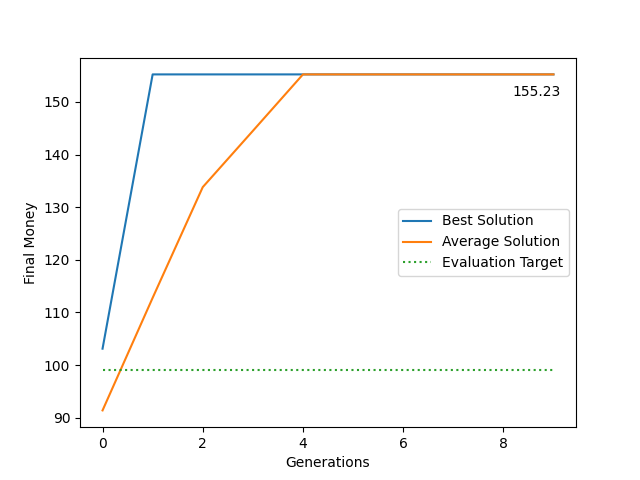 150
140
130
120
110
100
90
Final Money
155.23
Best Solution
Average Solution
Evaluation Target
0 2 4 6 8
Generations